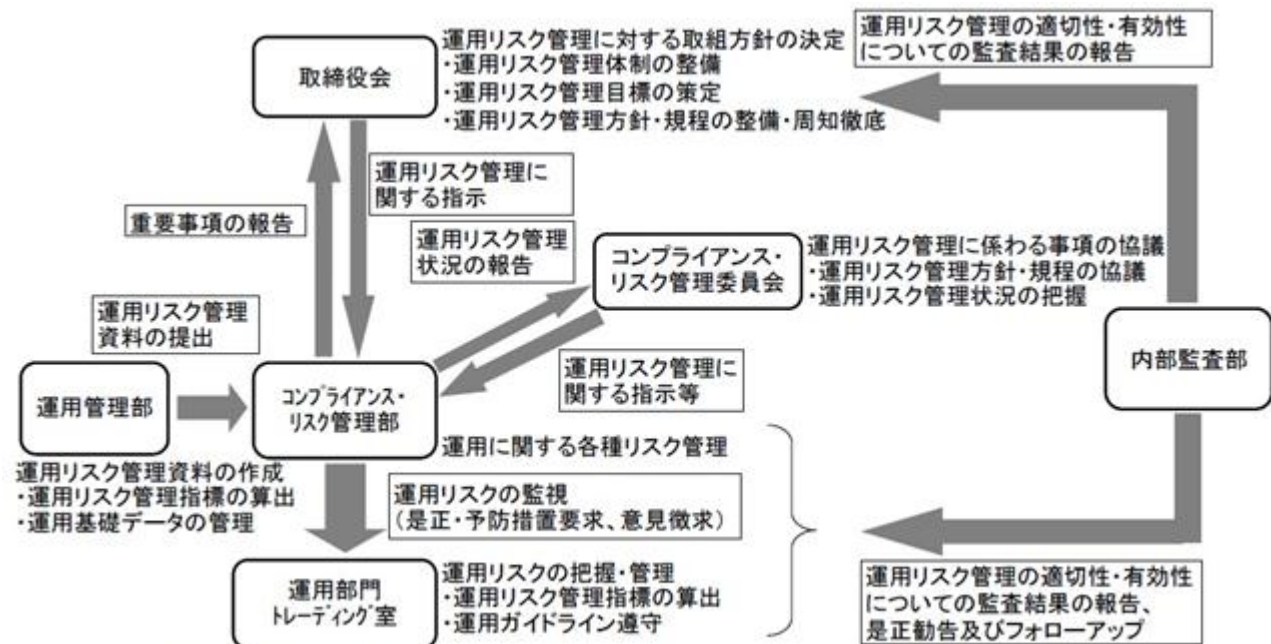 取締役会
運用リスク管理に対する取組方針の決定
・運用リスク管理体制の整備
・運用リスク管理目標の策定
・運用リスク管理方針・規程の整備・周知徹底
運用リスク管理の適切性・有効性
についての監査結果の報告
重要事項の報告
運用リスク管理に
関する指示
運用リスク管理
状況の報告
コンプライアンス・
リスク管理委員会
運用リスク管理に係わる事項の協議
・運用リスク管理方針・規程の協議
・運用リスク管理状況の把握
運用リスク管理
資料の提出
運用リスク管理に
関する指示等
内部監査部
運用管理部
運用リスク管理資料の作成
・運用リスク管理指標の算出
・運用基礎データの管理
コンプライアンス・
リスク管理部
運用に関する各種リスク管理
運用リスクの監視
(是正・予防措置要求、意見徴求)
運用部門
トレーディング室
運用リスクの把握・管理
・運用リスク管理指標の算出
・運用ガイドライン遵守
運用リスク管理の適切性・有効性
についての監査結果の報告、
是正勧告及びフォローアップ